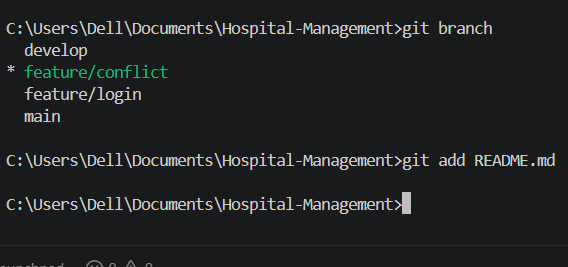 C:\Users\Dell\Documents\Hospital-Management>git branch
develop
* feature/conflict
feature/login
main
C:\Users\Dell\Documents\Hospital-Management>git add README.md
C:\Users\Dell\Documents\Hospital-Management>